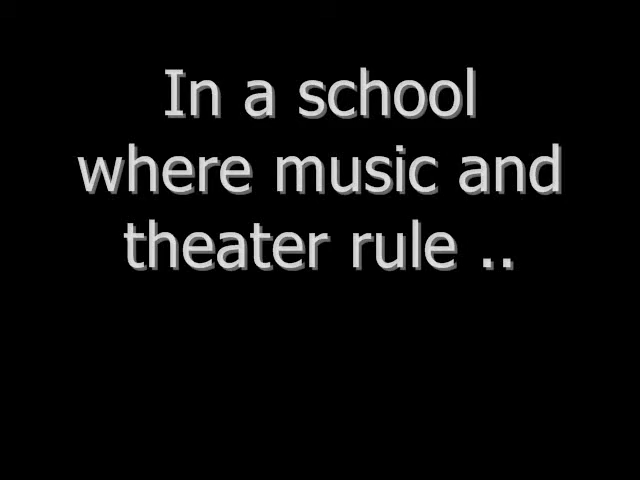 In a school
where music and
theater rule ..